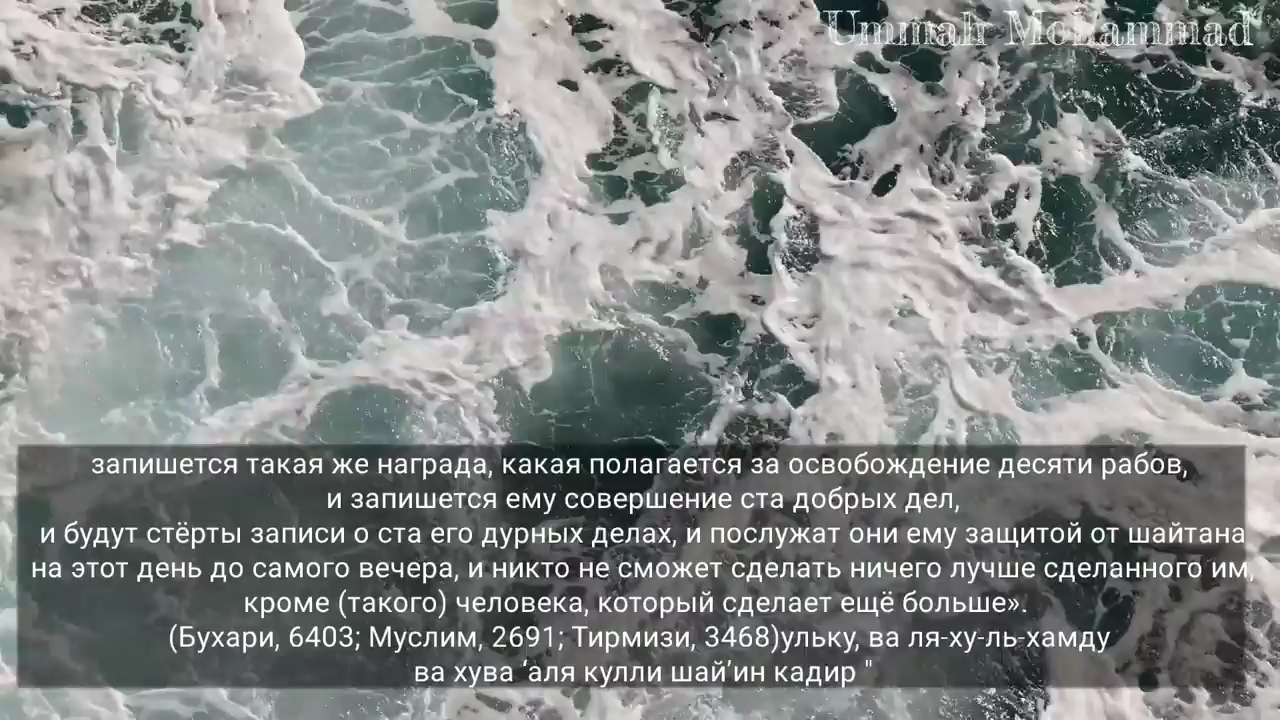 Ummah Mohammad
запишется такая же награда, какая полагается за освобождение десяти рабов,
и запишется ему совершение ста добрых дел,
и будут стёрты записи о ста его дурных делах, и послужат они ему защитой от шайтана
на этот день до самого вечера, и никто не сможет сделать ничего лучше сделанного им,
кроме (такого) человека, который сделает ещё больше».
(Бухари, 6403; Муслим, 2691; Тирмизи, 3468)ульку, ва ля-ху-ль-хамду
ва хува ‘аля кулли шай’ин кадир "